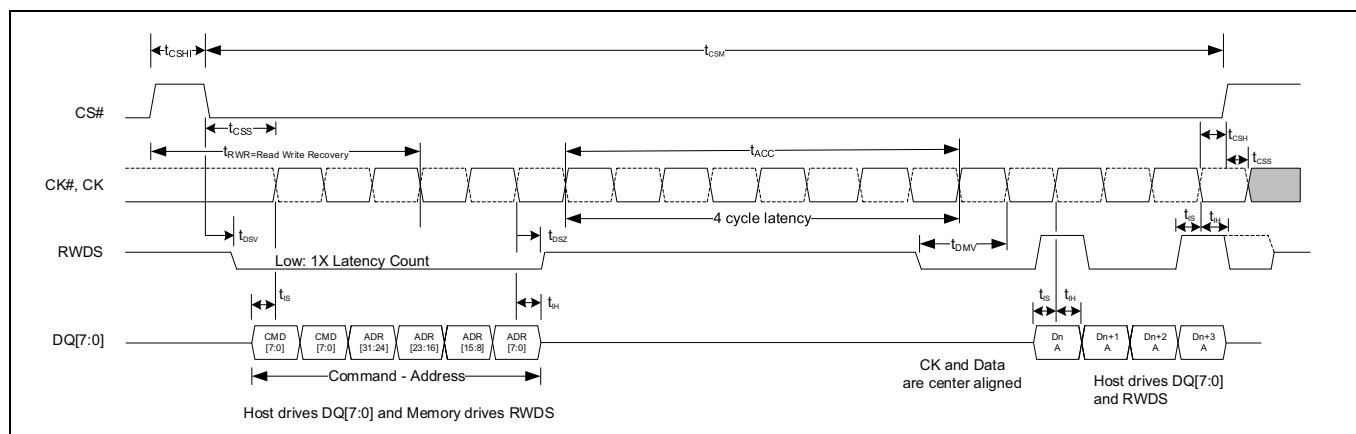 tCSHI
tCSM
CS#
tCSS
tCSH
tRWR=Read Write Recovery
tACC
tCSS
CK#, CK
4 cycle latency
tIS
tIH
tDSV
tDSZ
tDMV
RWDS
Low: 1X Latency Count
tIS
tIH
tIS
tIH
DQ[7:0]
CMD
[7:0]
CMD
[7:0]
ADR
[31:24]
ADR
[23:16]
ADR
[15:8]
ADR
[7:0]
Dn
A
Dn+1
A
Dn+2
A
Dn+3
A
Command - Address
CK and Data
are center aligned
Host drives DQ[7:0]
and RWDS
Host drives DQ[7:0] and Memory drives RWDS